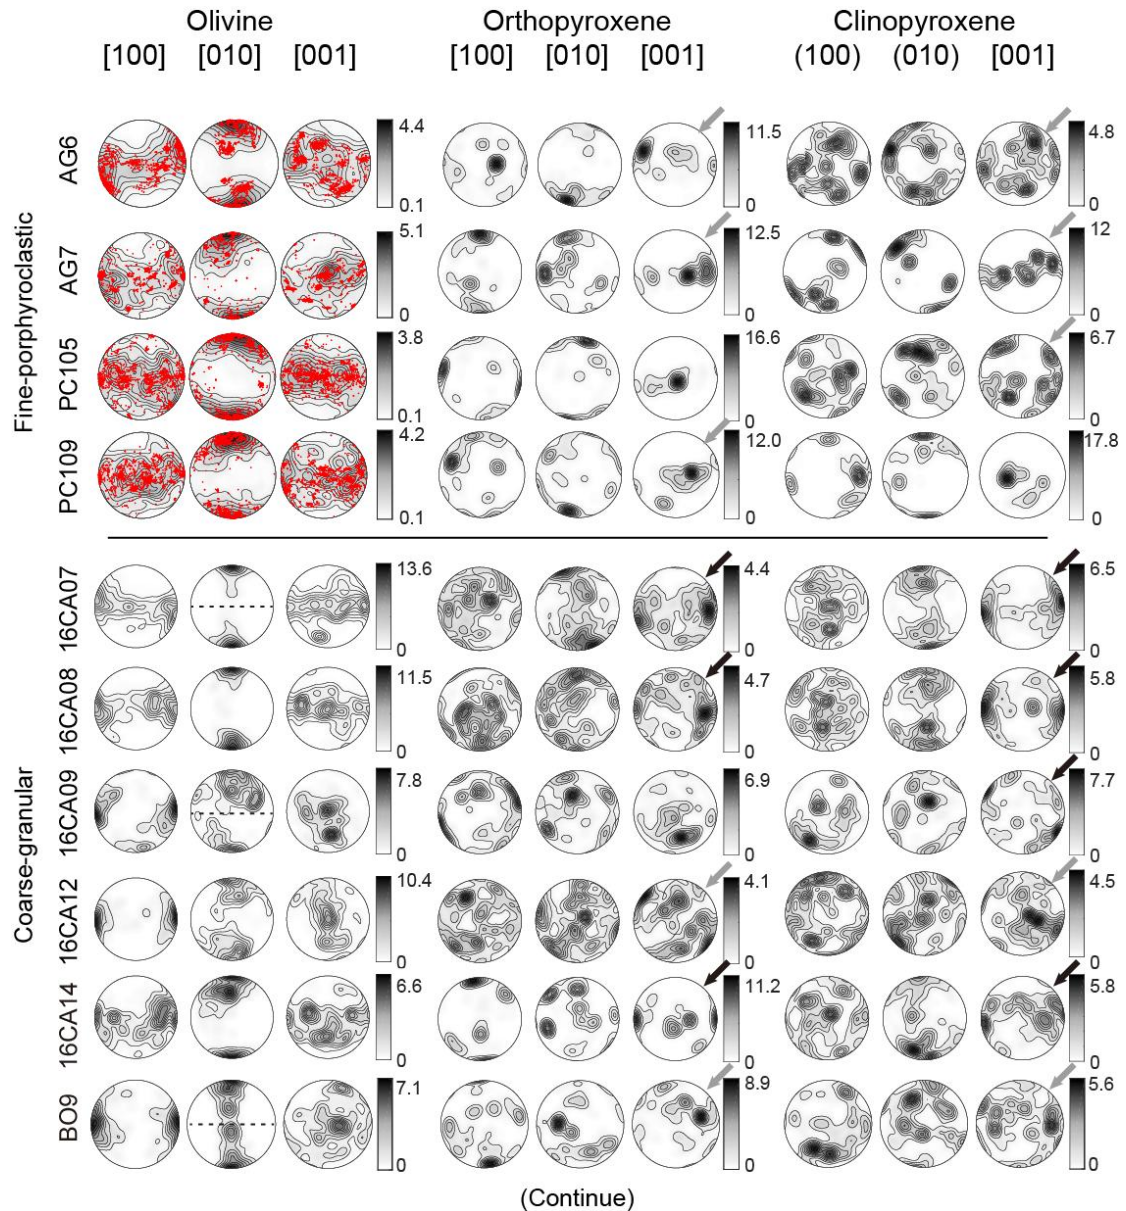 Olivine Orthopyroxene Clinopyroxene
[100] [010] [001] [100] [010] [001] (100) (010) [001]
Fine-porphyroclastic
AG6 4.4 0.1 11.5 0 4.8 0
AG7 5.1 0 12.5 0 12 0
PC105 3.8 0.1 16.6 0 6.7 0
PC109 4.2 0.1 12.0 0 17.8 0
Coarse-granular
16CA07 13.6 0 4.4 0 6.5 0
16CA08 11.5 0 4.7 0 5.8 0
16CA09 7.8 0 6.9 0 7.7 0
16CA12 10.4 0 4.1 0 4.5 0
16CA14 6.6 0 11.2 0 5.8 0
BO9 7.1 0 8.9 0 5.6 0
(Continue)